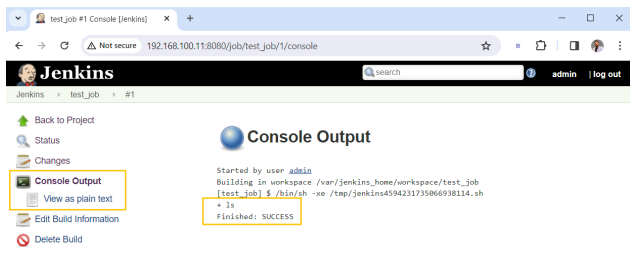 test_job #1 Console [Jenkins]
Not secure 192.168.100.11:8080/job/test_job/1/console
Jenkins
search
admin | log out
Jenkins test_job #1
Back to Project
Status
Changes
Console Output
View as plain text
Edit Build Information
Delete Build
Console Output
Started by user admin
Building in workspace /var/jenkins_home/workspace/test_job
[test_job] $ /bin/sh -xe /tmp/jenkins4594231735066938114.sh
+ ls
Finished: SUCCESS